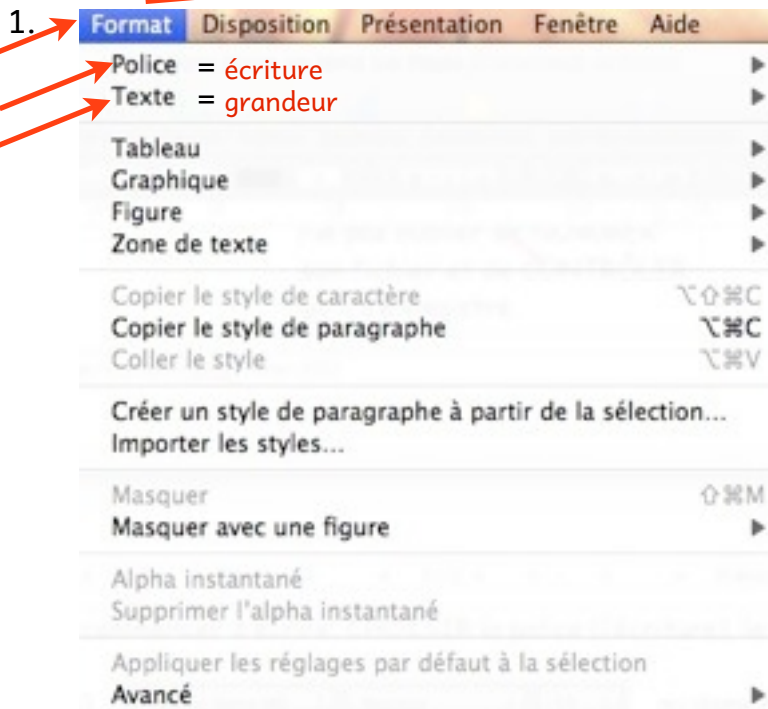 1. Format Disposition Présentation Fenêtre Aide
Police = écriture
Texte = grandeur
Tableau
Graphique
Figure
Zone de texte
Copier le style de caractère ⌥⇧⌘C
Copier le style de paragraphe ⌥⌘C
Coller le style ⌥⌘V
Créer un style de paragraphe à partir de la sélection...
Importer les styles...
Masquer ⇧⌘M
Masquer avec une figure
Alpha instantané
Supprimer l'alpha instantané
Appliquer les réglages par défaut à la sélection
Avancé